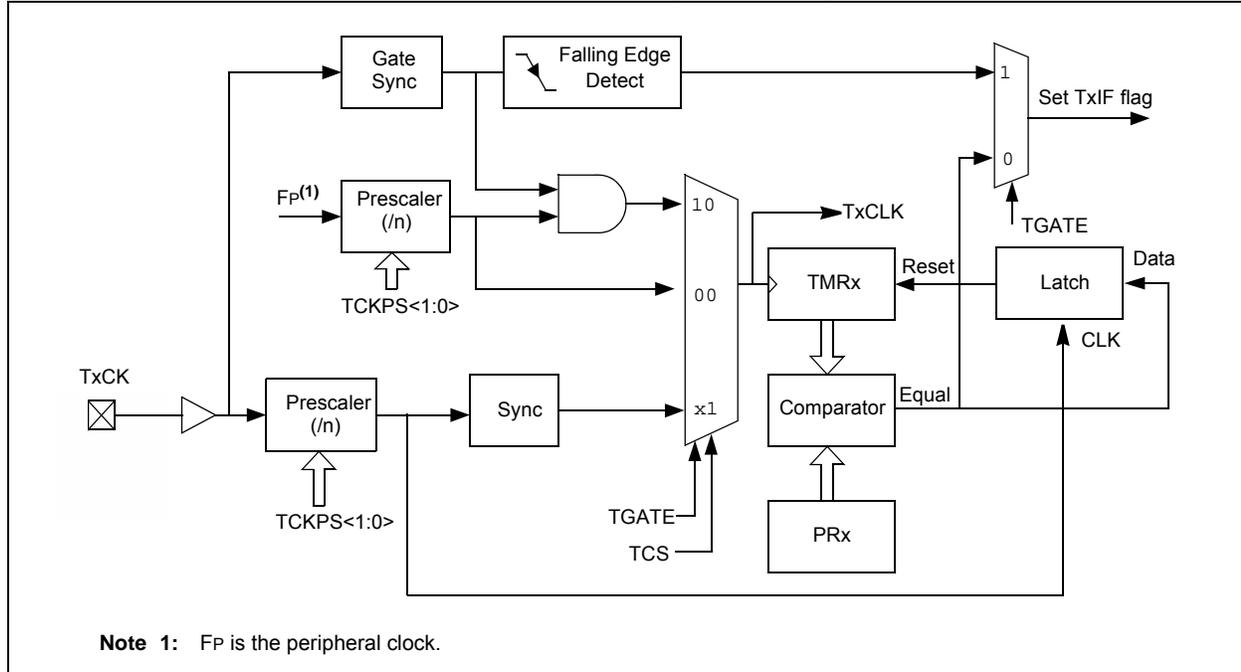 Gate
Sync
Falling Edge
Detect
1
Set TxIF flag
0
TGATE
FP(1)
Prescaler
(/n)
TCKPS<1:0>
10
00
x1
TxCLK
TMRx
Reset
Latch
Data
CLK
TxCK
Prescaler
(/n)
TCKPS<1:0>
Sync
Comparator
Equal
TGATE
TCS
PRx
Note 1: FP is the peripheral clock.